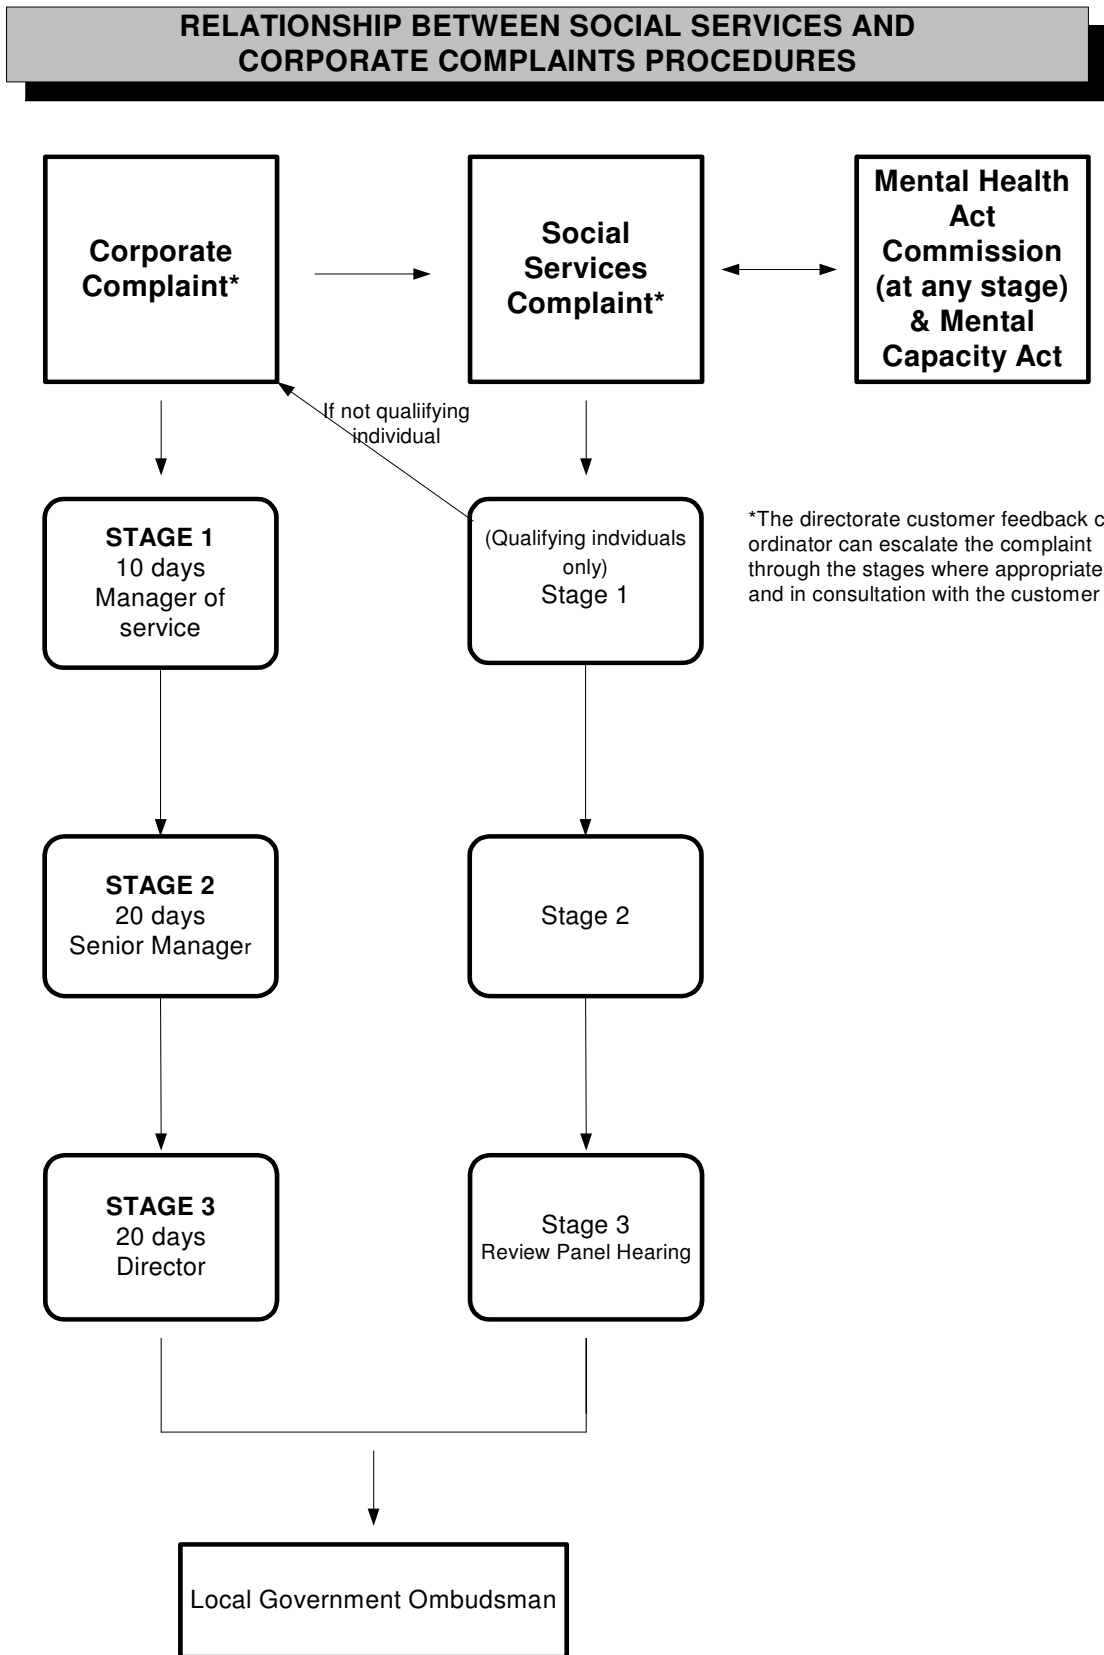 RELATIONSHIP BETWEEN SOCIAL SERVICES AND
CORPORATE COMPLAINTS PROCEDURES
Corporate
Complaint*
Social
Services
Complaint*
Mental Health
Act
Commission
(at any stage)
& Mental
Capacity Act
If not qualiifying
individual
STAGE 1
10 days
Manager of
service
(Qualifying indviduals
only)
Stage 1
*The directorate customer feedback c
ordinator can escalate the complaint
through the stages where appropriate
and in consultation with the customer
STAGE 2
20 days
Senior Manager
Stage 2
STAGE 3
20 days
Director
Stage 3
Review Panel Hearing
Local Government Ombudsman